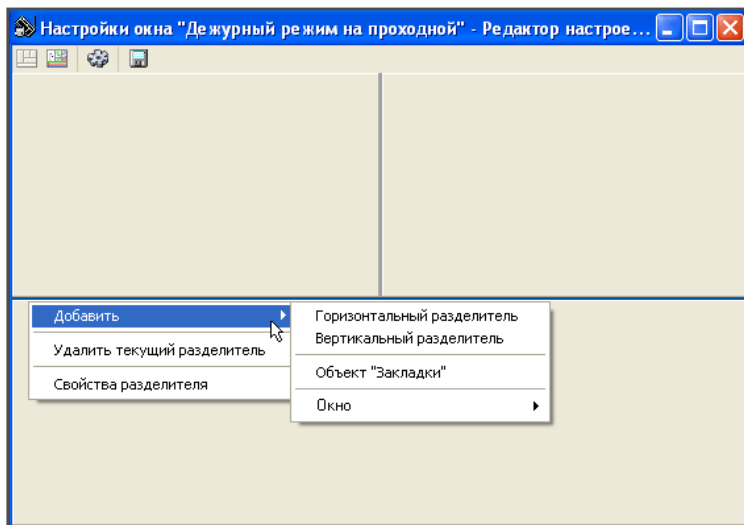 Настройки окна "Дежурный режим на проходной" - Редактор настрое...
Добавить
Удалить текущий разделитель
Свойства разделителя
Горизонтальный разделитель
Вертикальный разделитель
Объект "Закладки"
Окно